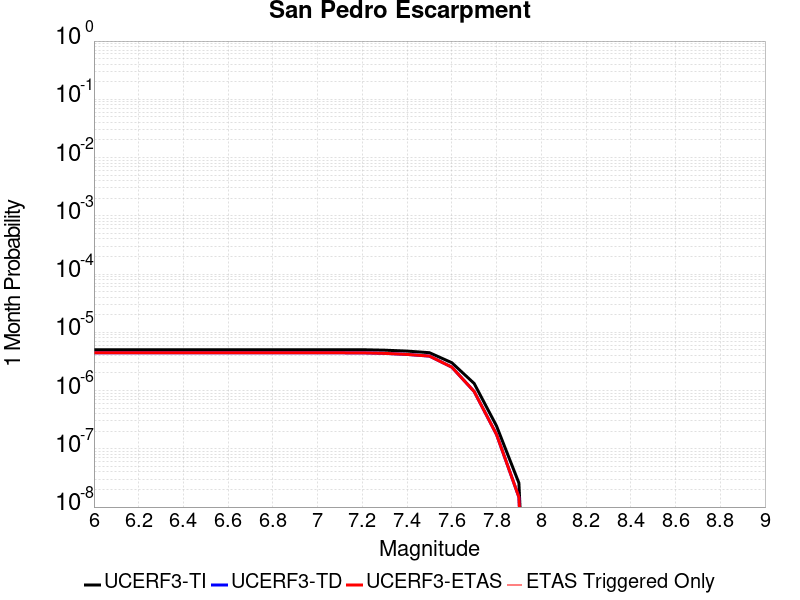 San Pedro Escarpment
10^0
10^-1
10^-2
10^-3
10^-4
10^-5
10^-6
10^-7
10^-8
1 Month Probability
6 6.2 6.4 6.6 6.8 7 7.2 7.4 7.6 7.8 8 8.2 8.4 8.6 8.8 9
Magnitude
UCERF3-TI UCERF3-TD UCERF3-ETAS ETAS Triggered Only